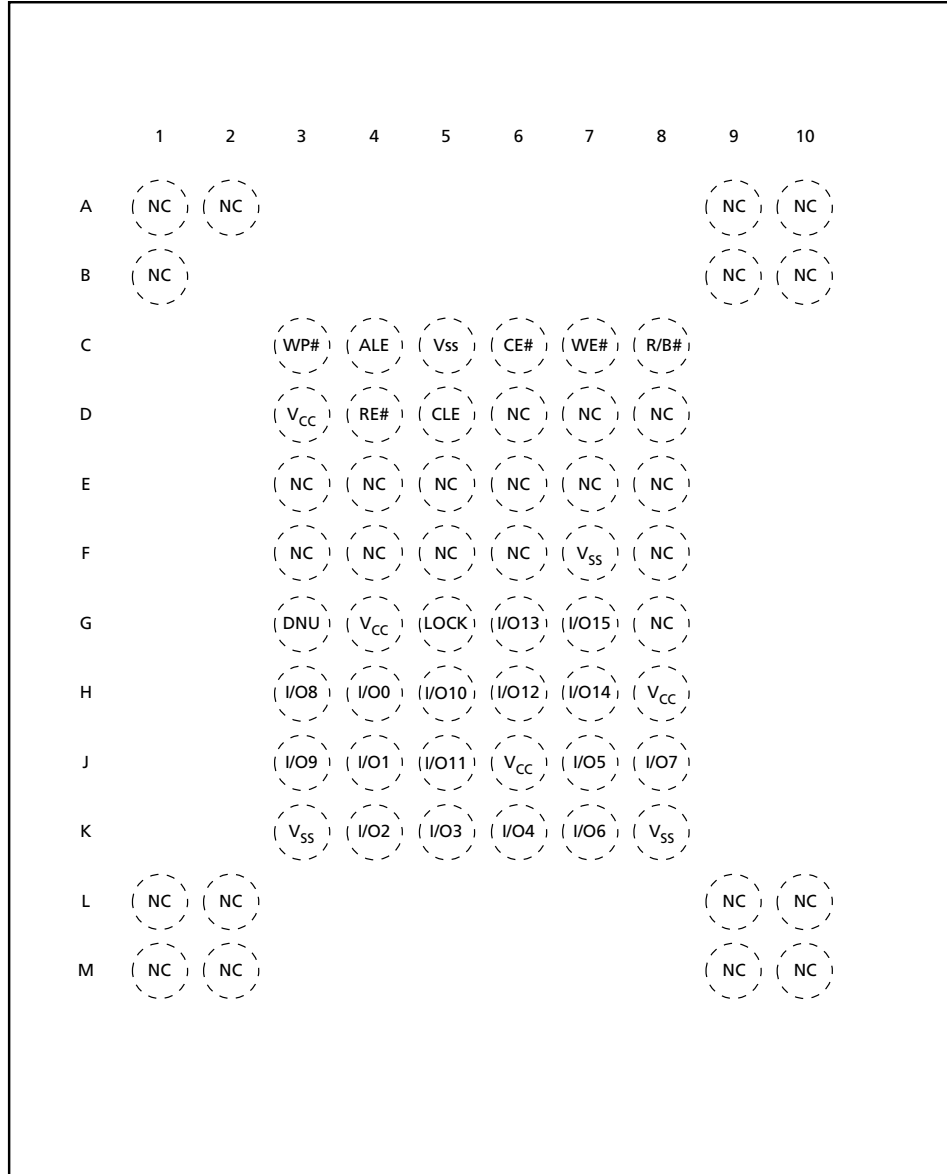 1 2 3 4 5 6 7 8 9 10
A NC NC NC NC
B NC NC NC
C WP# ALE Vss CE# WE# R/B#
D VCC RE# CLE NC NC NC
E NC NC NC NC NC NC
F NC NC NC NC VSS NC
G DNU VCC LOCK I/O13 I/O15 NC
H I/O8 I/O0 I/O10 I/O12 I/O14 VCC
J I/O9 I/O1 I/O11 VCC I/O5 I/O7
K VSS I/O2 I/O3 I/O4 I/O6 VSS
L NC NC NC NC
M NC NC NC NC